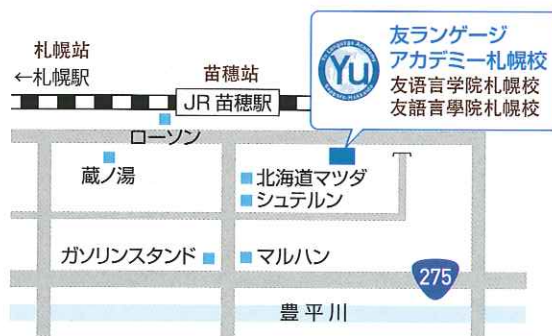 札幌站
←札幌駅
苗穂站
JR 苗穂駅
Yu
友ランゲージ
アカデミー札幌校
友语言学院札幌校
友語言學院札幌校
ローソン
蔵ノ湯
北海道マツダ
シュテルン
ガソリンスタンド
マルハン
275
豊平川